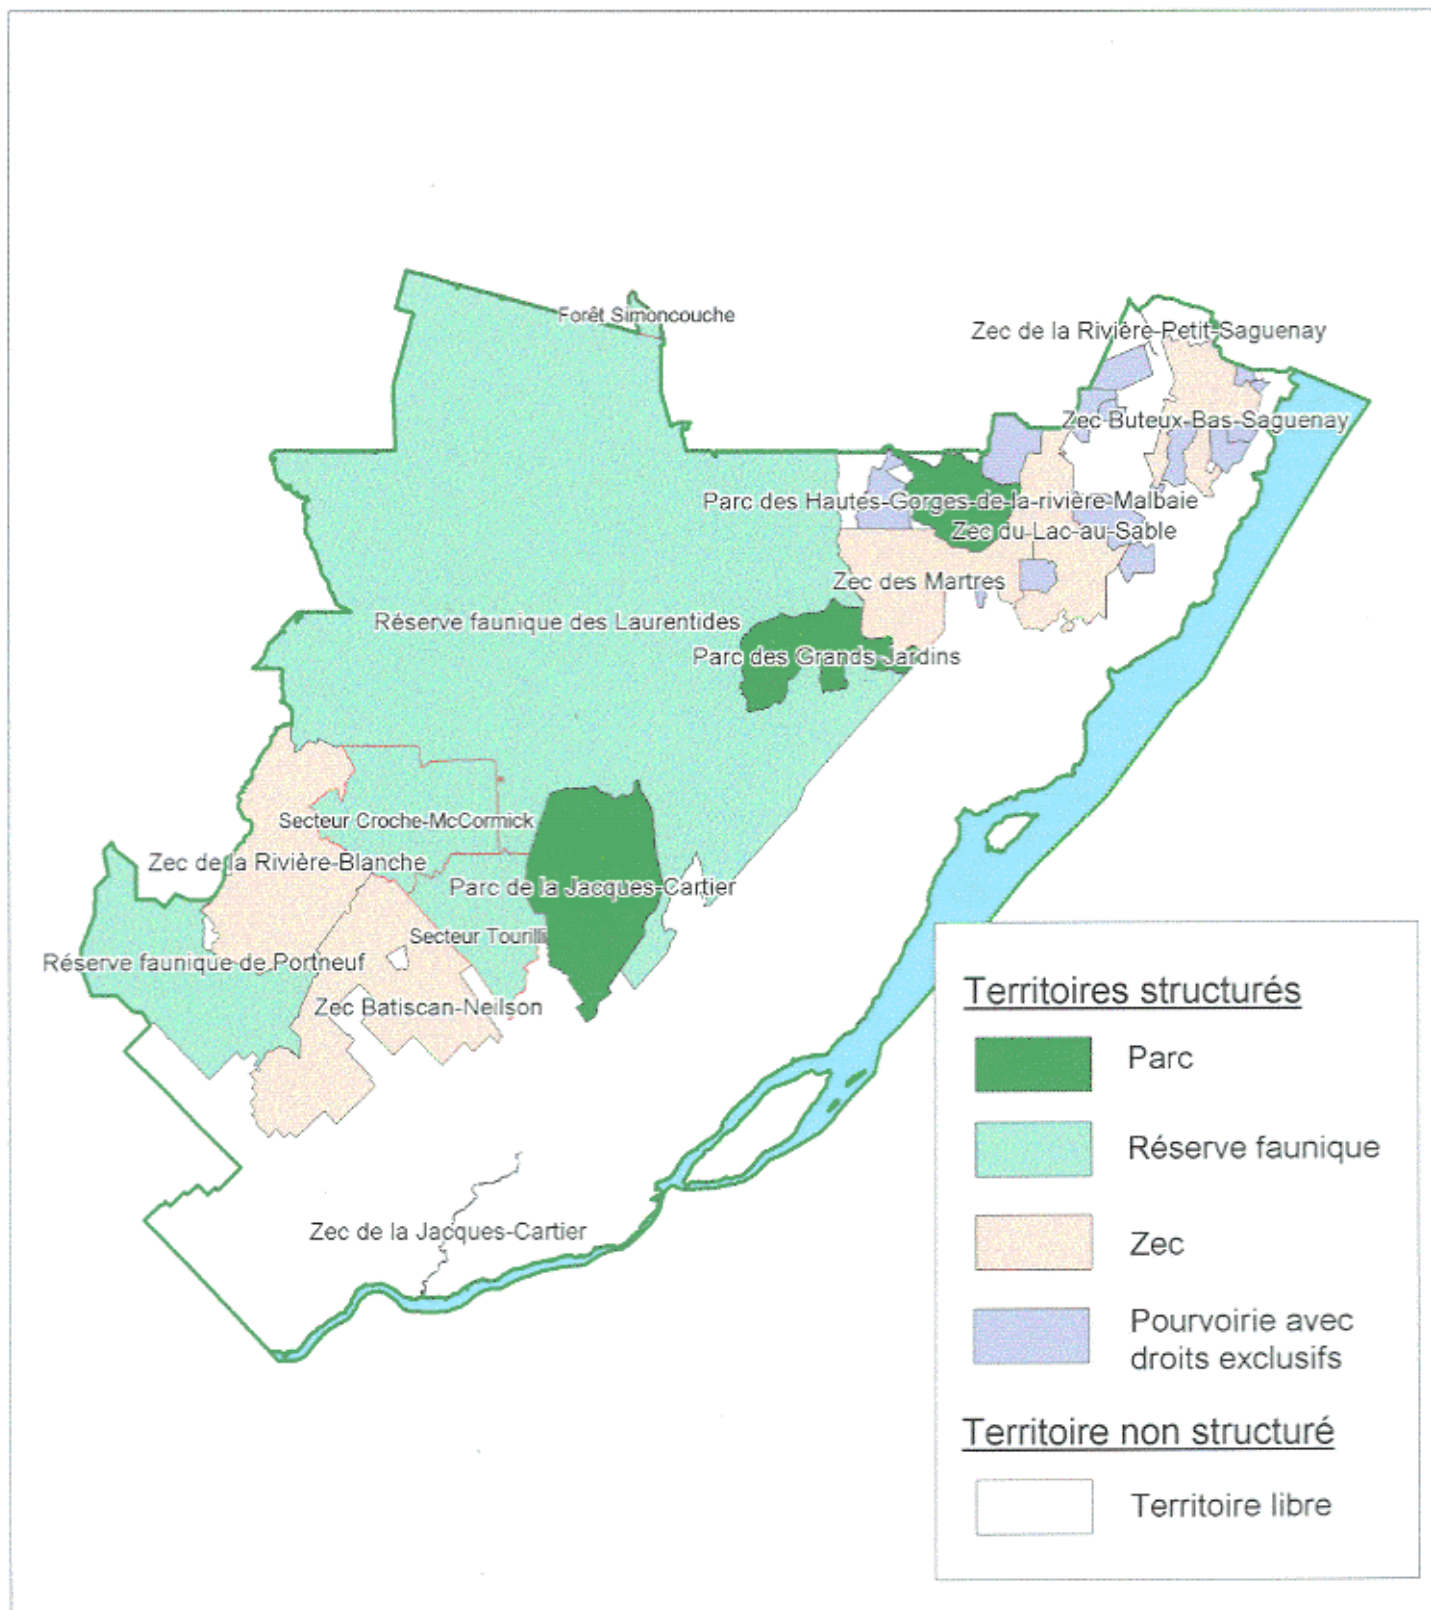 Forêt Simoncouche
Zec de la Rivière-Petit-Saguenay
Zec Buteux-Bas-Saguenay
Parc des Hautes-Gorges-de-la-rivière-Malbaie
Zec du Lac-au-Sable
Zec des Martres
Réserve faunique des Laurentides
Parc des Grands Jardins
Secteur Croche-McCormick
Zec de la Rivière-Blanche
Parc de la Jacques-Cartier
Secteur Tourilli
Réserve faunique de Portneuf
Zec Batiscan-Neilson
Zec de la Jacques-Cartier
Territoires structurés
Parc
Réserve faunique
Zec
Pourvoirie avec
droits exclusifs
Territoire non structuré
Territoire libre